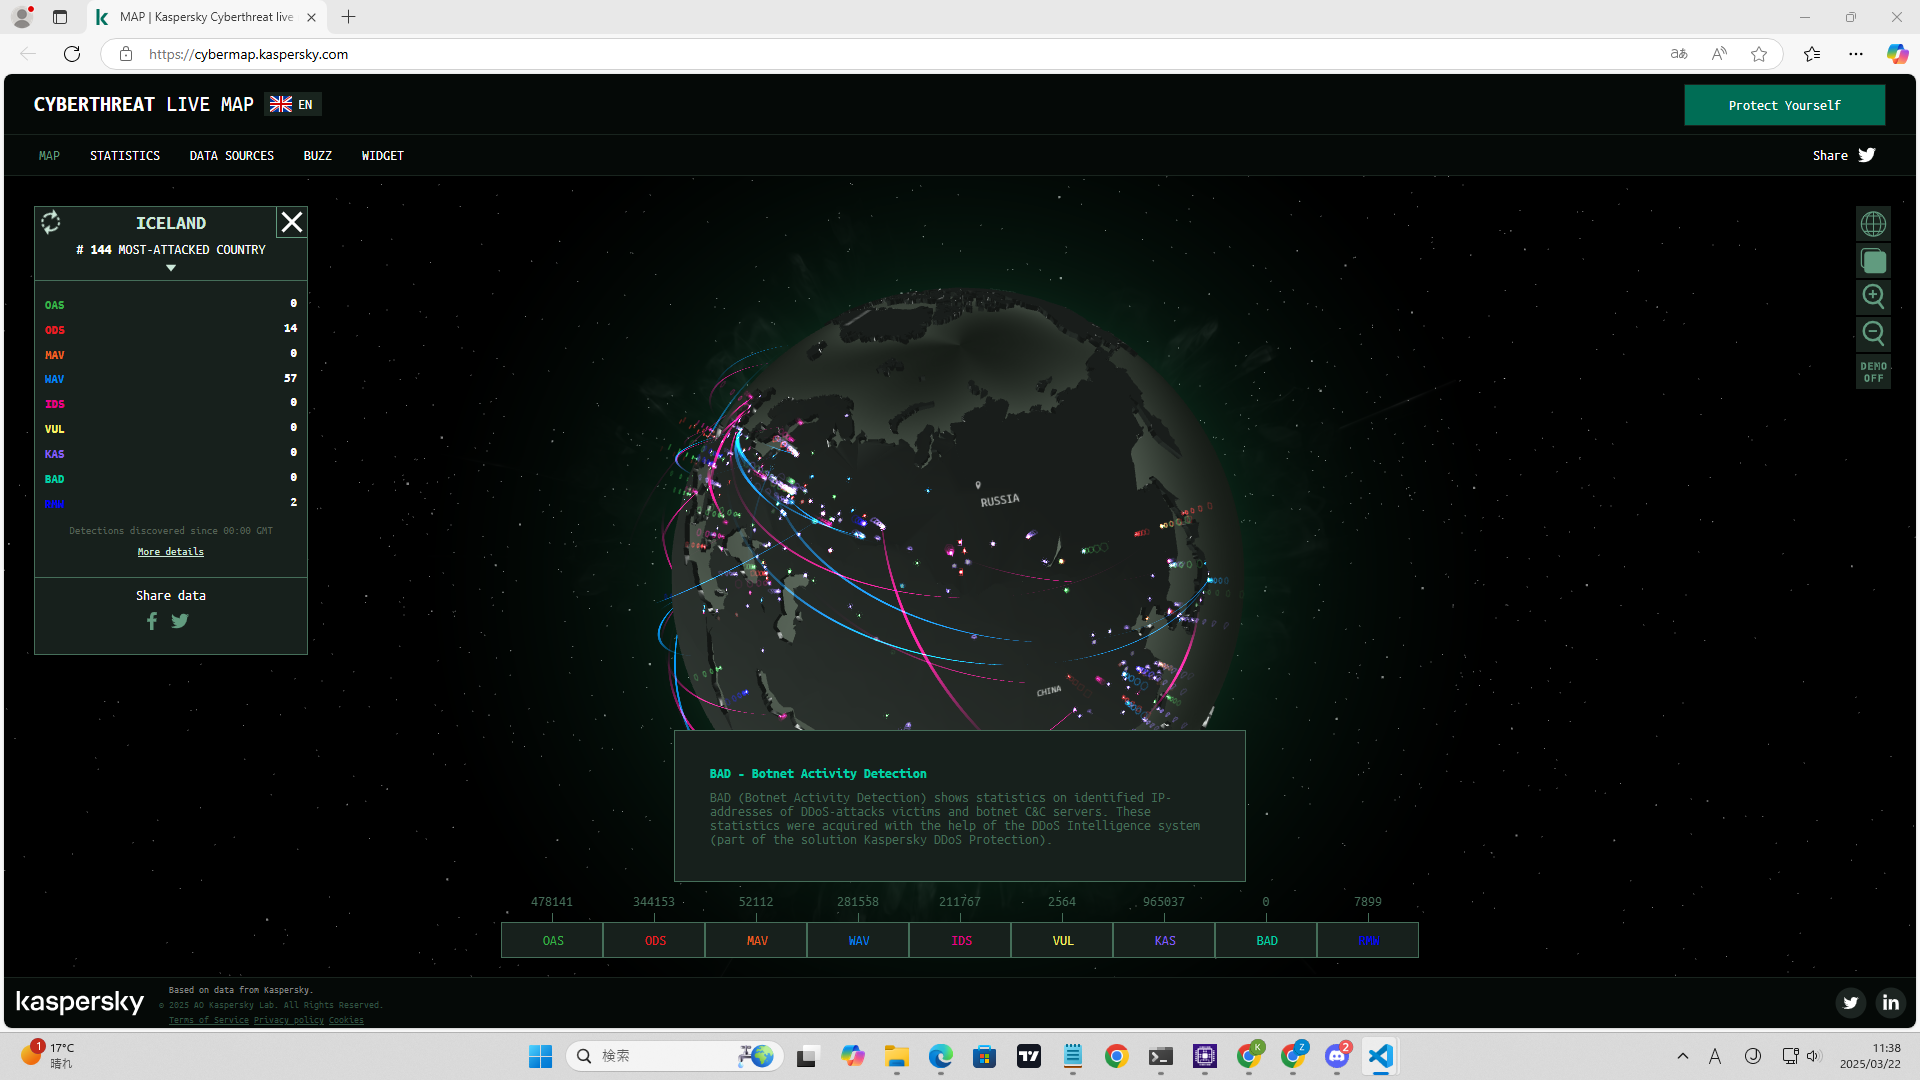 MAP | Kaspersky Cyberthreat live
https://cybermap.kaspersky.com
CYBERTHREAT LIVE MAP
EN
Protect Yourself
MAP
STATISTICS
DATA SOURCES
BUZZ
WIDGET
Share
ICELAND
# 144 MOST-ATTACKED COUNTRY
OAS 0
ODS 14
MAV 0
WAV 57
IDS 0
VUL 0
KAS 0
BAD 0
RMW 2
Detections discovered since 00:00 GMT
More details
Share data
DEMO
OFF
RUSSIA
CHINA
BAD - Botnet Activity Detection
BAD (Botnet Activity Detection) shows statistics on identified IP-
addresses of DDoS-attacks victims and botnet C&C servers. These
statistics were acquired with the help of the DDoS Intelligence system
(part of the solution Kaspersky DDoS Protection).
478141 344153 52112 281558 211767 2564 965037 0 7899
OAS ODS MAV WAV IDS VUL KAS BAD RMW
kaspersky
Based on data from Kaspersky.
© 2025 AO Kaspersky Lab. All Rights Reserved.
Terms of Service Privacy policy Cookies
1
17°C
晴れ
検索
K
Z
2
A
11:38
2025/03/22